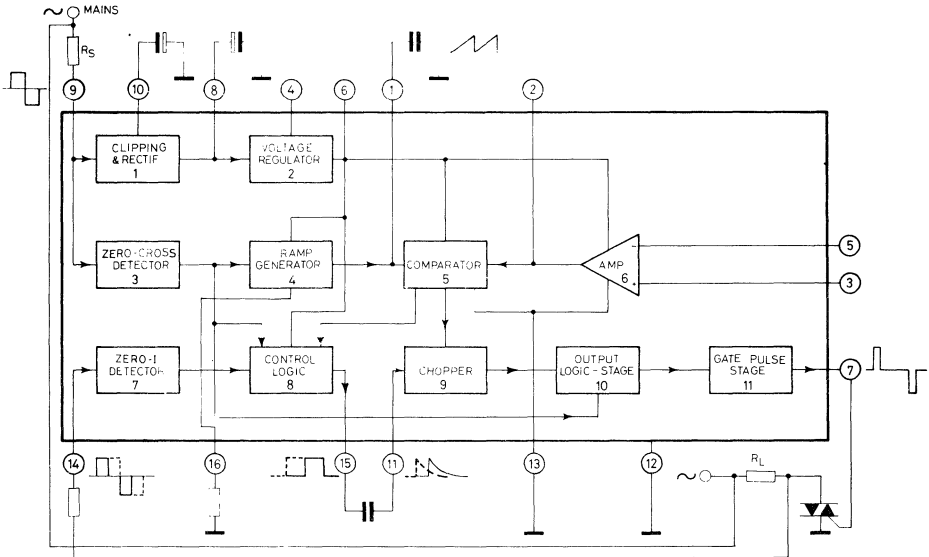 ∼ MAINS
RS
9
10
8
4
6
1
2
CLIPPING
& RECTIF
1
VOLTAGE
REGULATOR
2
ZERO-CROSS
DETECTOR
3
RAMP
GENERATOR
4
COMPARATOR
5
AMP
6
-
+
5
3
ZERO-I
DETECTOR
7
CONTROL
LOGIC
8
CHOPPER
9
OUTPUT
LOGIC-STAGE
10
GATE PULSE
STAGE
11
7
14
16
15
11
13
12
∼
RL